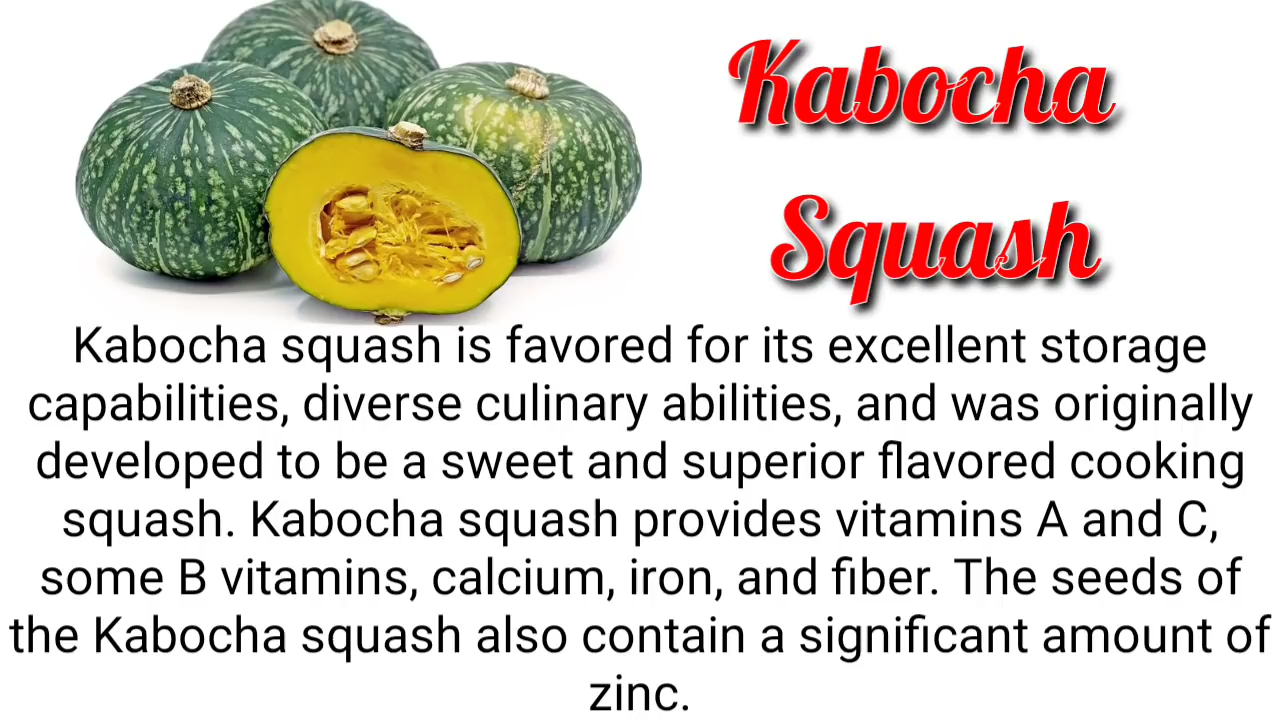 Kabocha
Squash
Kabocha squash is favored for its excellent storage
capabilities, diverse culinary abilities, and was originally
developed to be a sweet and superior flavored cooking
squash. Kabocha squash provides vitamins A and C,
some B vitamins, calcium, iron, and fiber. The seeds of
the Kabocha squash also contain a significant amount of
zinc.